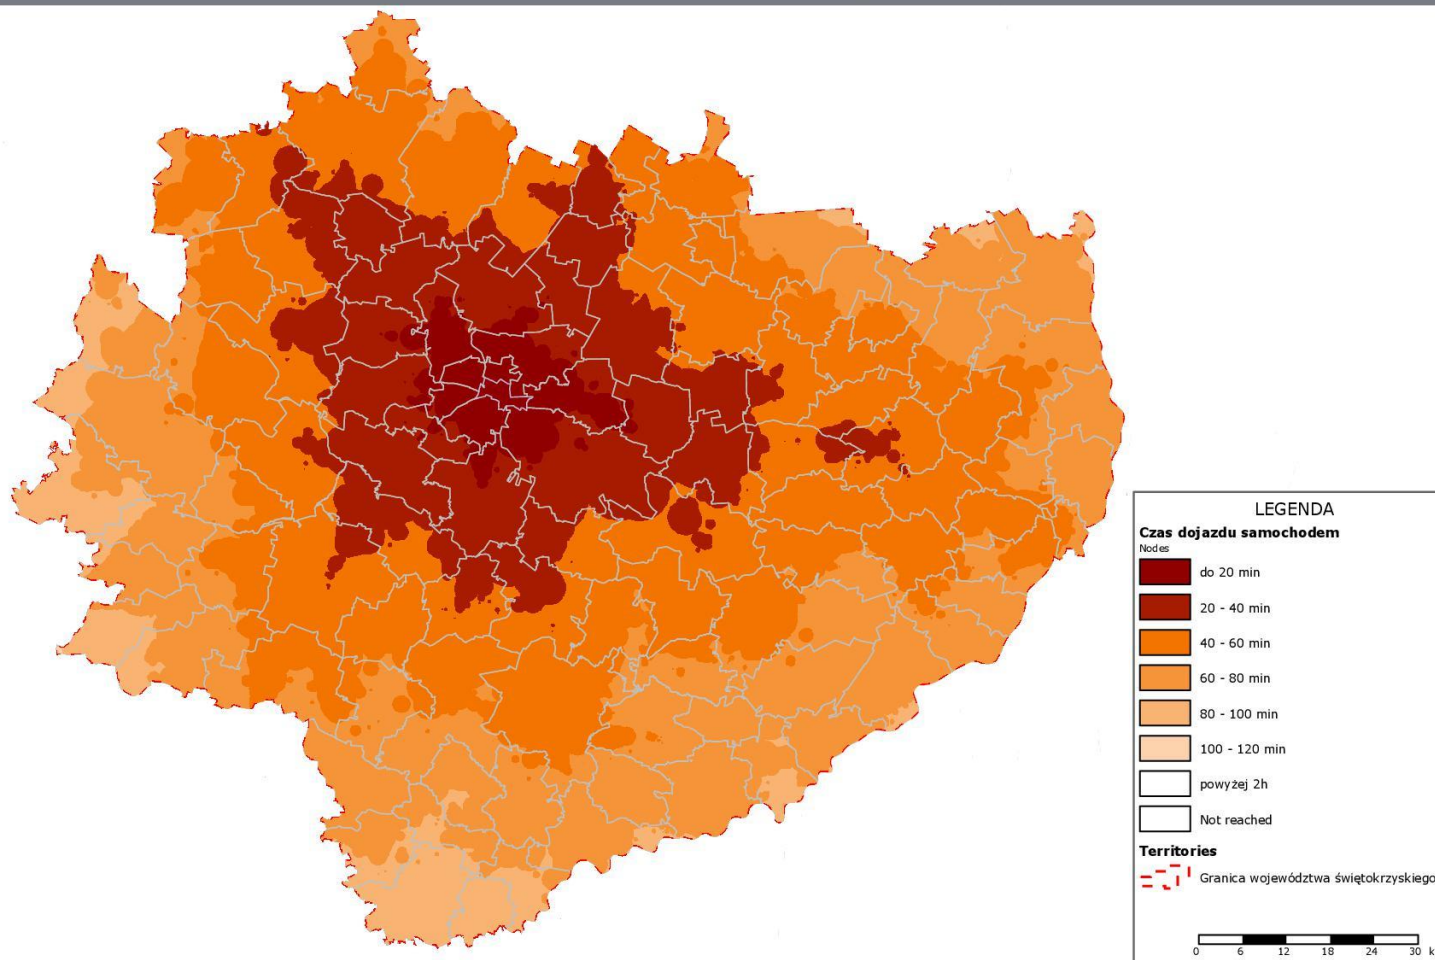 LEGENDA
Czas dojazdu samochodem
Nodes
do 20 min
20 - 40 min
40 - 60 min
60 - 80 min
80 - 100 min
100 - 120 min
powyżej 2h
Not reached
Territories
Granica województwa świętokrzyskiego
0 6 12 18 24 30 k